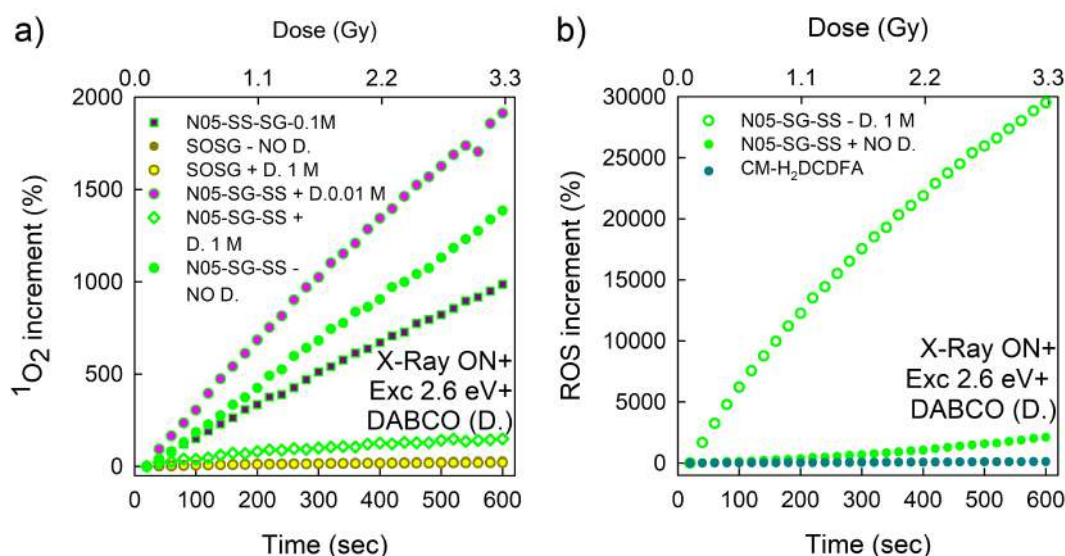 a)
Dose (Gy)
0.0 1.1 2.2 3.3
2000
1500
1000
500
0
¹O₂ increment (%)
N05-SS-SG-0.1M
SOSG - NO D.
SOSG + D. 1 M
N05-SG-SS + D.0.01 M
N05-SG-SS +
D. 1 M
N05-SG-SS -
NO D.
X-Ray ON+
Exc 2.6 eV+
DABCO (D.)
0 100 200 300 400 500 600
Time (sec)
b)
Dose (Gy)
0.0 1.1 2.2 3.3
30000
25000
20000
15000
10000
5000
0
ROS increment (%)
N05-SG-SS - D. 1 M
N05-SG-SS + NO D.
CM-H₂DCDFA
X-Ray ON+
Exc 2.6 eV+
DABCO (D.)
0 100 200 300 400 500 600
Time (sec)